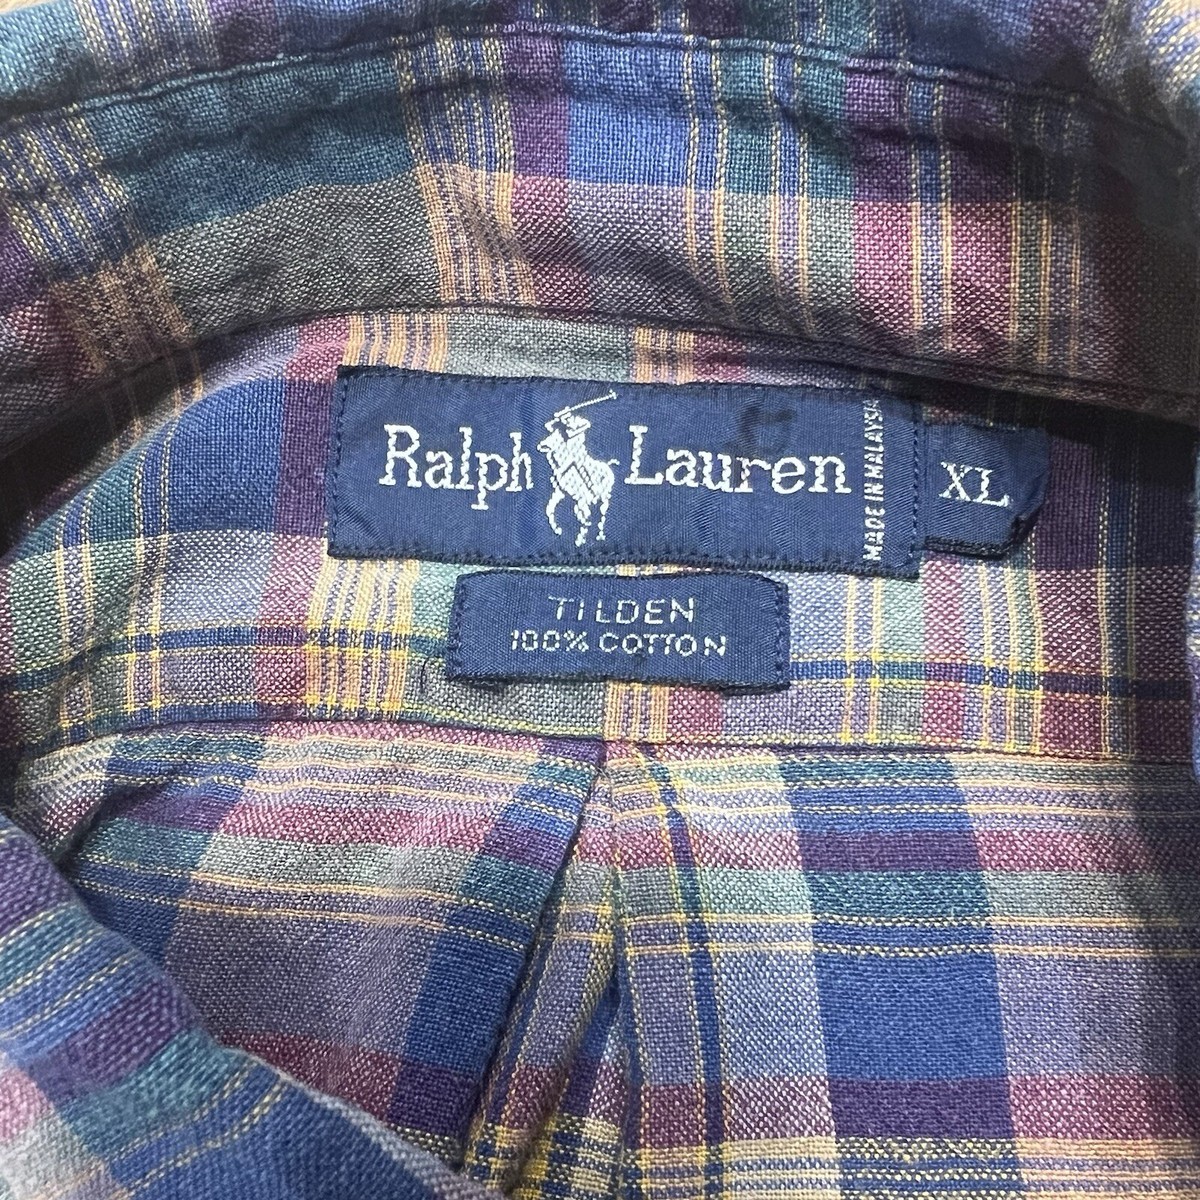 Ralph Lauren
MADE IN MALAYSIA
XL
TILDEN
100% COTTON